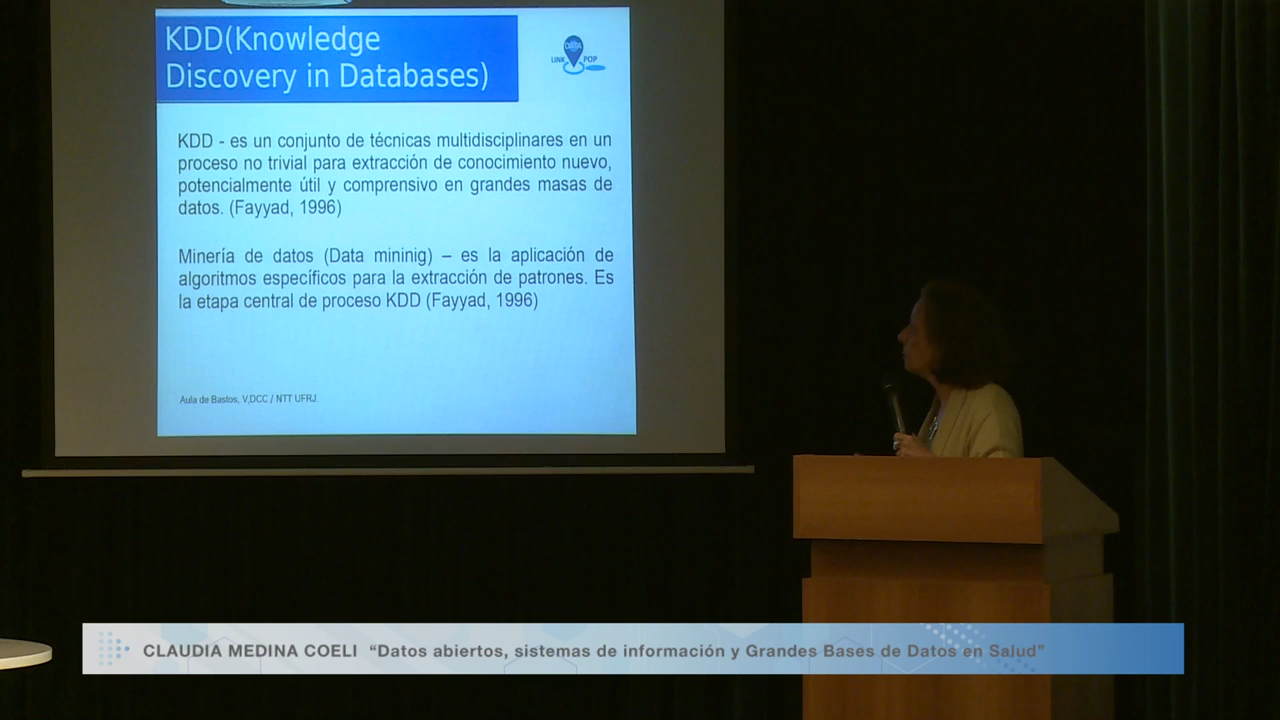 KDD(Knowledge
Discovery in Databases)
DATA
LINK POP
KDD - es un conjunto de técnicas multidisciplinares en un
proceso no trivial para extracción de conocimiento nuevo,
potencialmente útil y comprensivo en grandes masas de
datos. (Fayyad, 1996)
Minería de datos (Data mininig) – es la aplicación de
algoritmos específicos para la extracción de patrones. Es
la etapa central de proceso KDD (Fayyad, 1996)
Aula de Bastos, V,DCC / NTT UFRJ.
CLAUDIA MEDINA COELI “Datos abiertos, sistemas de información y Grandes Bases de Datos en Salud”